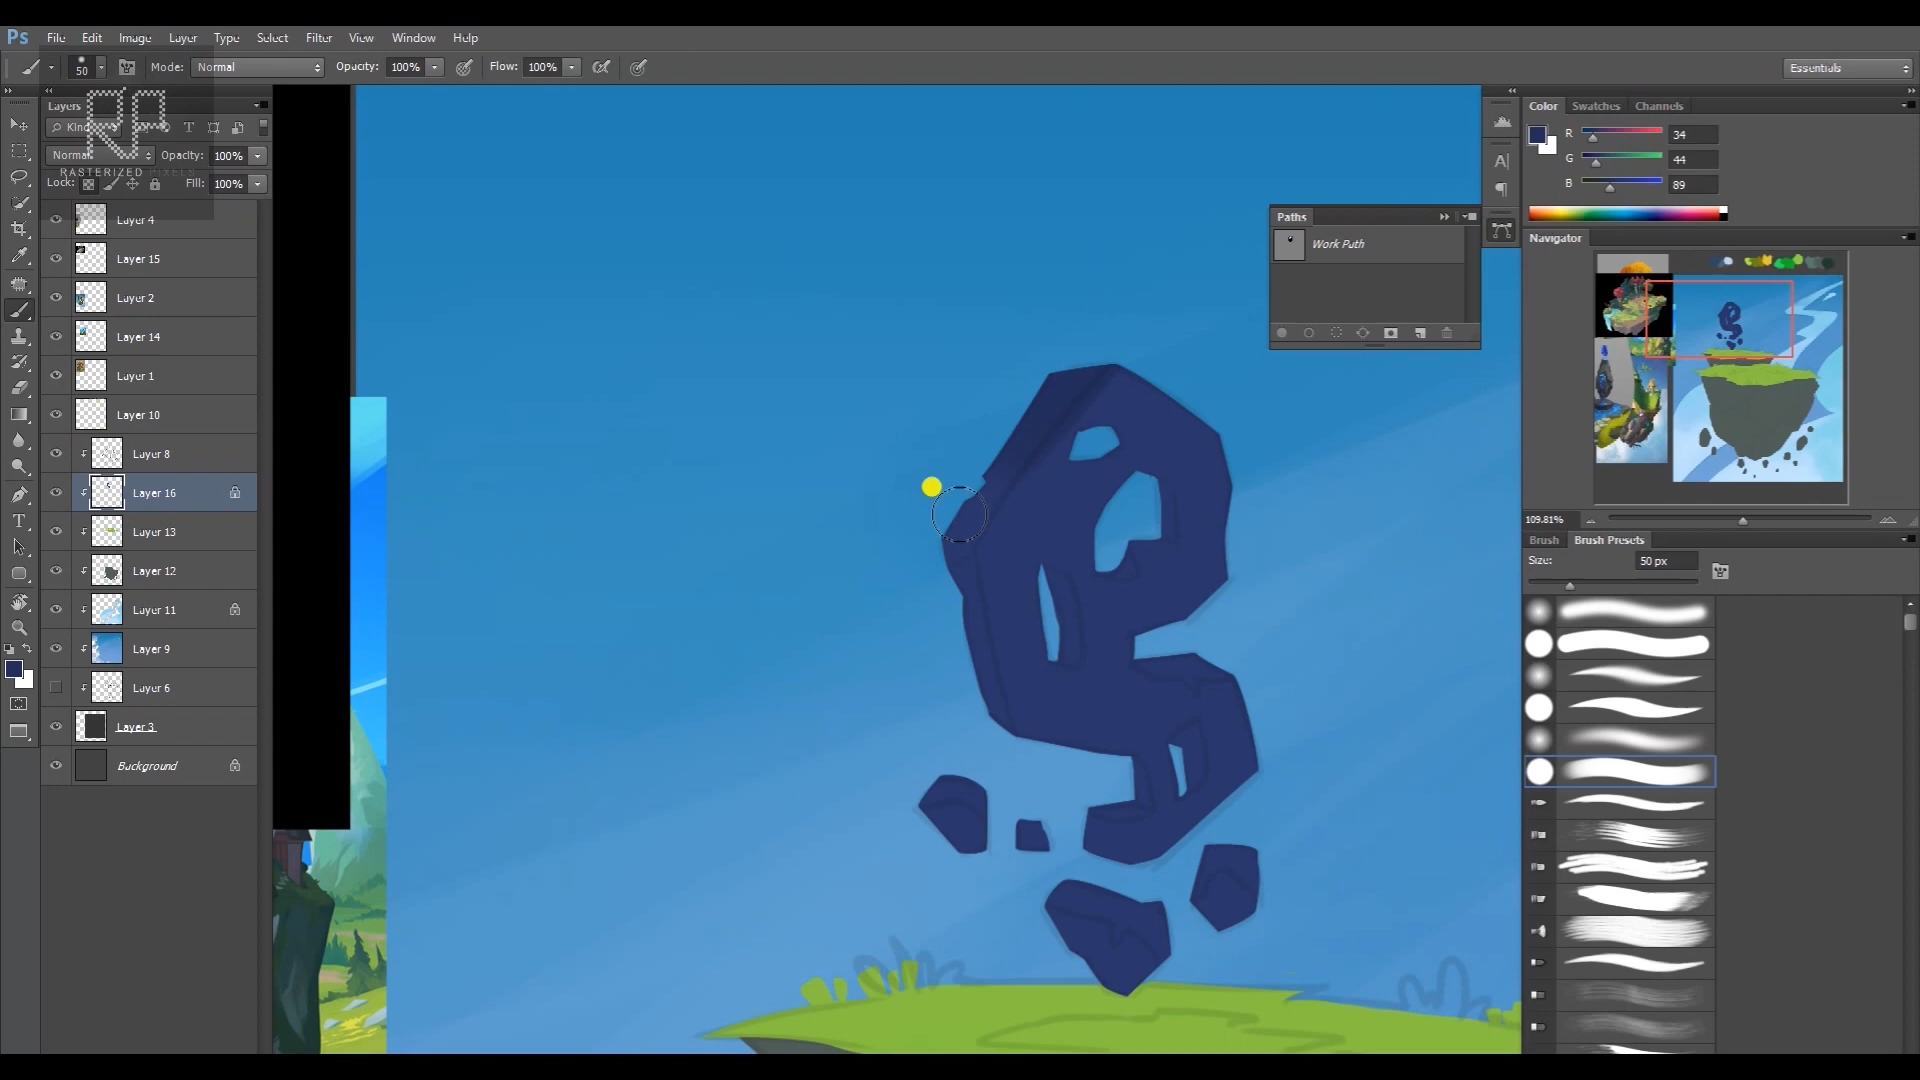 Ps File Edit Image Layer Type Select Filter View Window Help
50 Mode: Normal Opacity: 100% Flow: 100% Essentials
Layers
Normal Opacity: 100%
RASTERIZED PIXELS
Lock: Fill: 100%
Layer 4
Layer 15
Layer 2
Layer 14
Layer 1
Layer 10
Layer 8
Layer 16
Layer 13
Layer 12
Layer 11
Layer 9
Layer 6
Layer 3
Background
Paths
Work Path
Color Swatches Channels
R 34
G 44
B 89
Navigator
109.81%
Brush Brush Presets
Size: 50 px